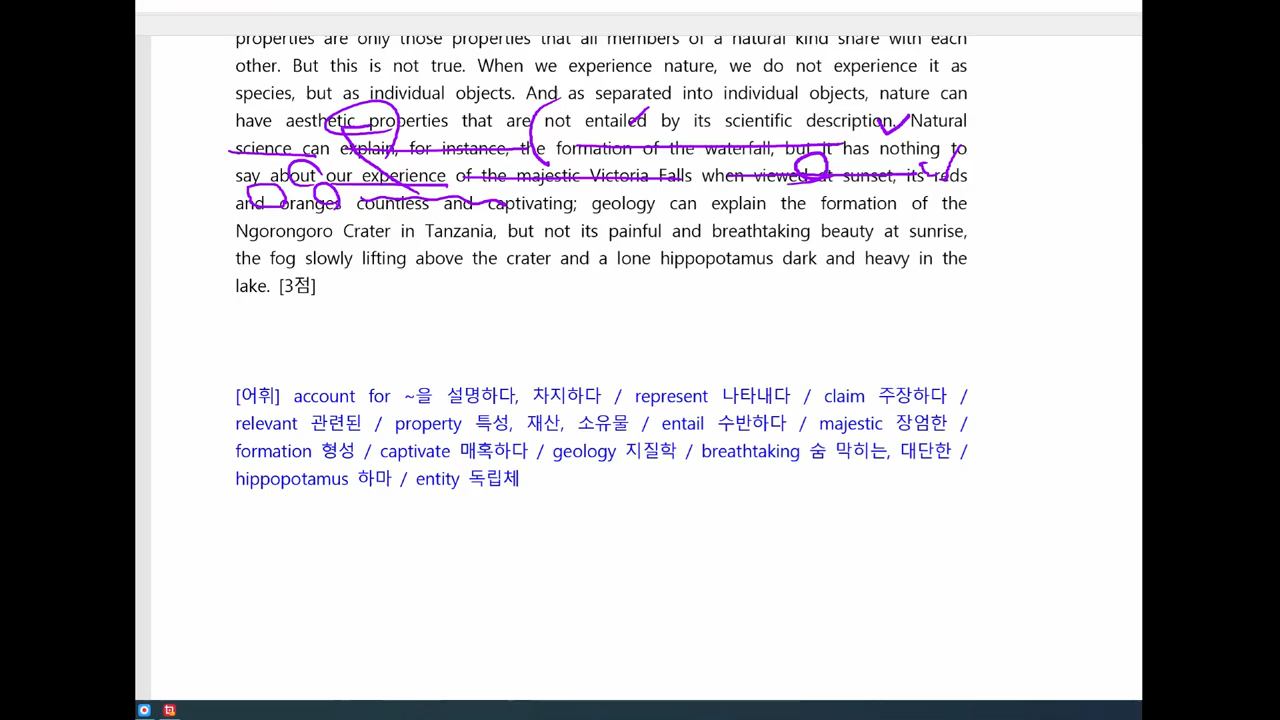 properties are only those properties that all members of a natural kind share with each
other. But this is not true. When we experience nature, we do not experience it as
species, but as individual objects. And as separated into individual objects, nature can
have aesthetic properties that are not entailed by its scientific description. Natural
science can explain, for instance, the formation of the waterfall, but it has nothing to
say about our experience of the majestic Victoria Falls when viewed at sunset, its reds
and oranges countless and captivating; geology can explain the formation of the
Ngorongoro Crater in Tanzania, but not its painful and breathtaking beauty at sunrise,
the fog slowly lifting above the crater and a lone hippopotamus dark and heavy in the
lake. [3점]
[어휘] account for ~을 설명하다, 차지하다 / represent 나타내다 / claim 주장하다 /
relevant 관련된 / property 특성, 재산, 소유물 / entail 수반하다 / majestic 장엄한 /
formation 형성 / captivate 매혹하다 / geology 지질학 / breathtaking 숨 막히는, 대단한 /
hippopotamus 하마 / entity 독립체